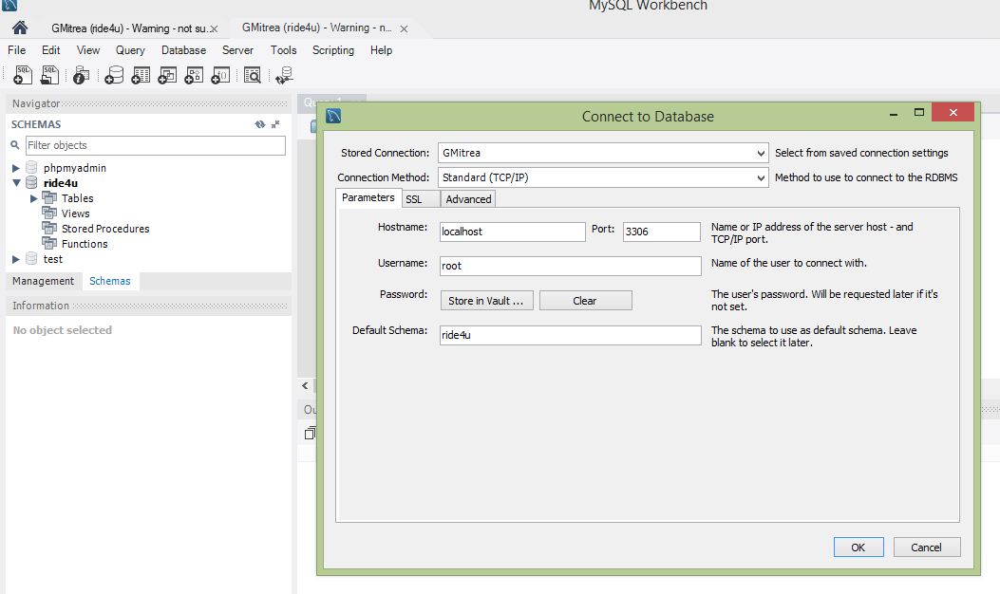 MySQL Workbench
GMitrea (ride4u) - Warning - not su..×
GMitrea (ride4u) - Warning - n... ×
File Edit View Query Database Server Tools Scripting Help
Navigator
SCHEMAS
Filter objects
phpmyadmin
ride4u
Tables
Views
Stored Procedures
Functions
test
Management Schemas
Information
No object selected
Connect to Database
Stored Connection: GMitrea Select from saved connection settings
Connection Method: Standard (TCP/IP) Method to use to connect to the RDBMS
Parameters SSL Advanced
Hostname: localhost Port: 3306 Name or IP address of the server host - and
TCP/IP port.
Username: root Name of the user to connect with.
Password: Store in Vault ... Clear The user's password. Will be requested later if it's
not set.
Default Schema: ride4u The schema to use as default schema. Leave
blank to select it later.
OK Cancel